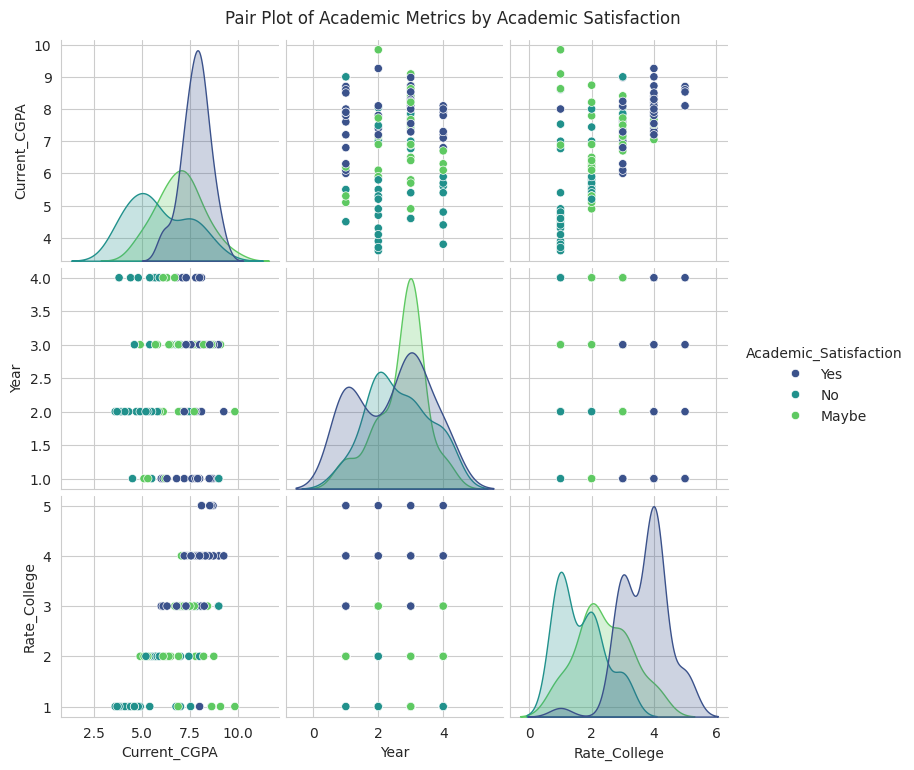 Pair Plot of Academic Metrics by Academic Satisfaction
10
9
8
7
6
5
4
Current_CGPA
4.0
3.5
3.0
2.5
2.0
1.5
1.0
Year
Academic_Satisfaction
Yes
No
Maybe
5
4
3
2
1
Rate_College
2.5 5.0 7.5 10.0
0 2 4
0 2 4 6
Current_CGPA
Year
Rate_College